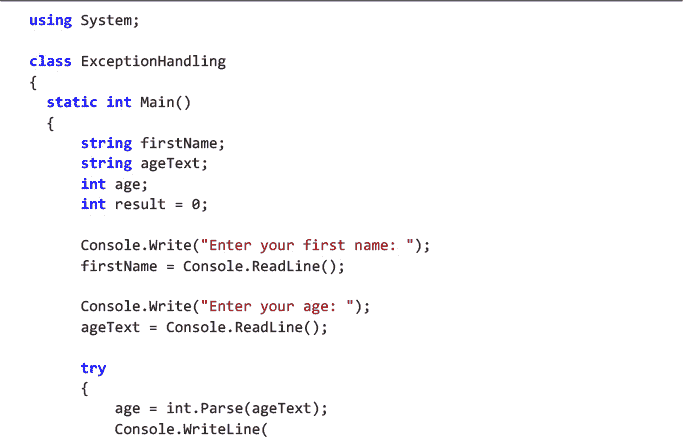 using System;
class ExceptionHandling
{
static int Main()
{
string firstName;
string ageText;
int age;
int result = 0;
Console.Write("Enter your first name: ");
firstName = Console.ReadLine();
Console.Write("Enter your age: ");
ageText = Console.ReadLine();
try
{
age = int.Parse(ageText);
Console.WriteLine(